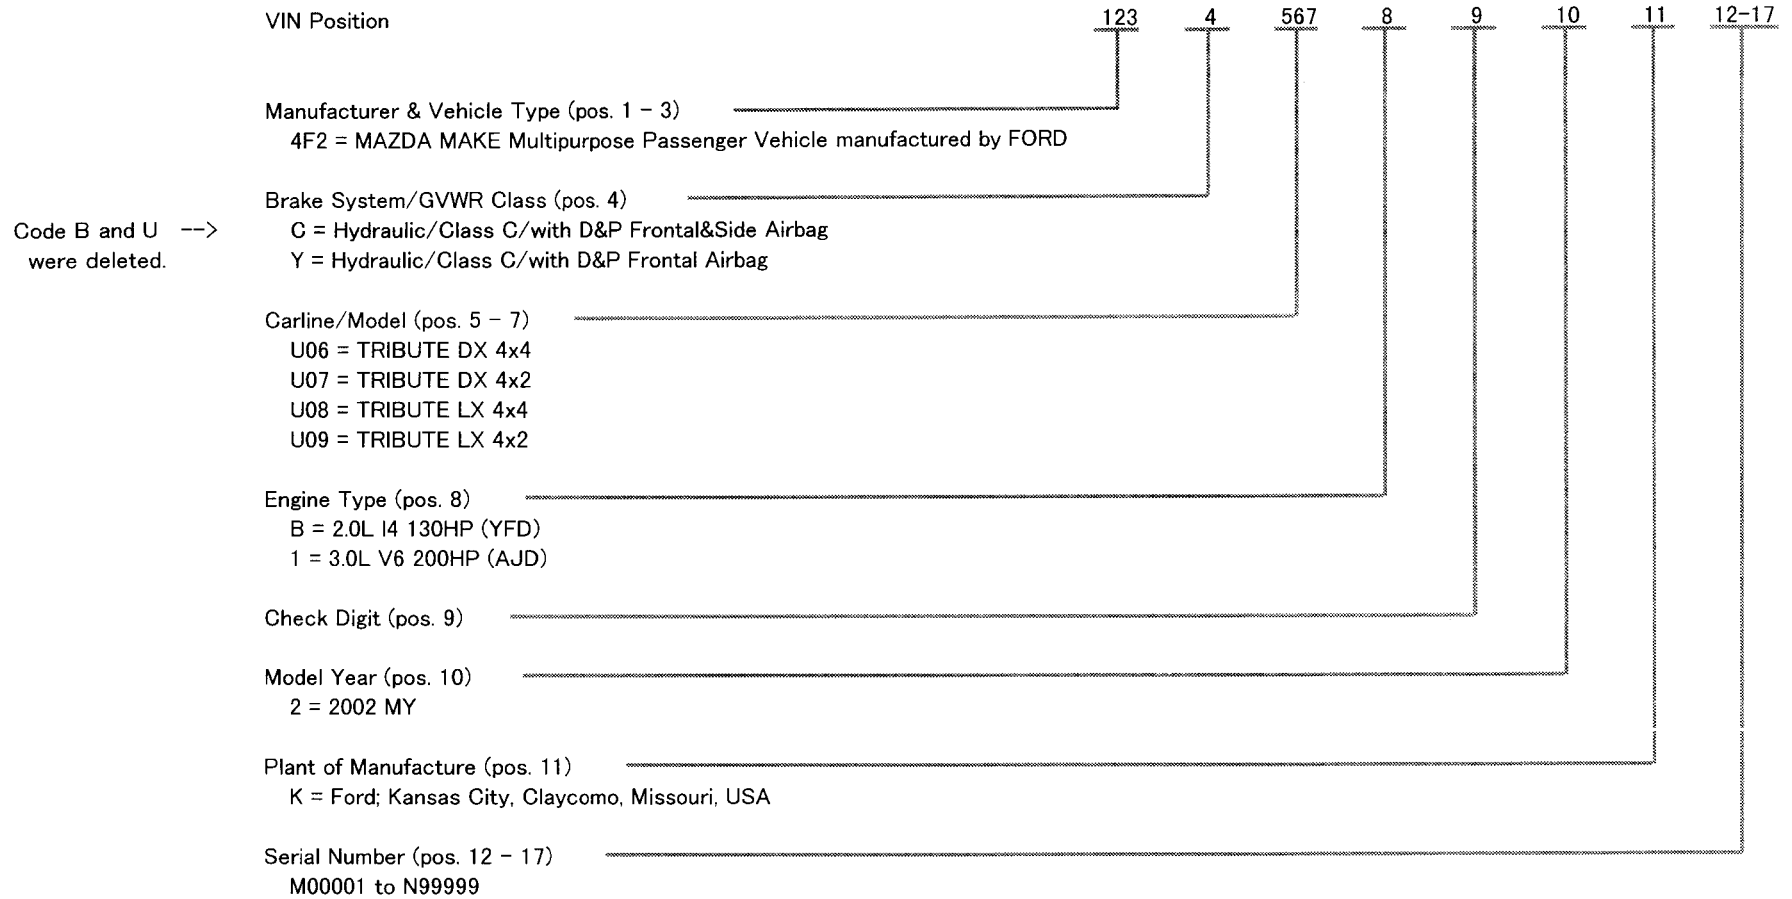 VIN Position 123 4 567 8 9 10 11 12-17
Manufacturer & Vehicle Type (pos. 1 - 3)
4F2 = MAZDA MAKE Multipurpose Passenger Vehicle manufactured by FORD
Brake System/GVWR Class (pos. 4)
Code B and U --> C = Hydraulic/Class C/with D&P Frontal&Side Airbag
were deleted. Y = Hydraulic/Class C/with D&P Frontal Airbag
Carline/Model (pos. 5 - 7)
U06 = TRIBUTE DX 4x4
U07 = TRIBUTE DX 4x2
U08 = TRIBUTE LX 4x4
U09 = TRIBUTE LX 4x2
Engine Type (pos. 8)
B = 2.0L I4 130HP (YFD)
1 = 3.0L V6 200HP (AJD)
Check Digit (pos. 9)
Model Year (pos. 10)
2 = 2002 MY
Plant of Manufacture (pos. 11)
K = Ford; Kansas City, Claycomo, Missouri, USA
Serial Number (pos. 12 - 17)
M00001 to N99999